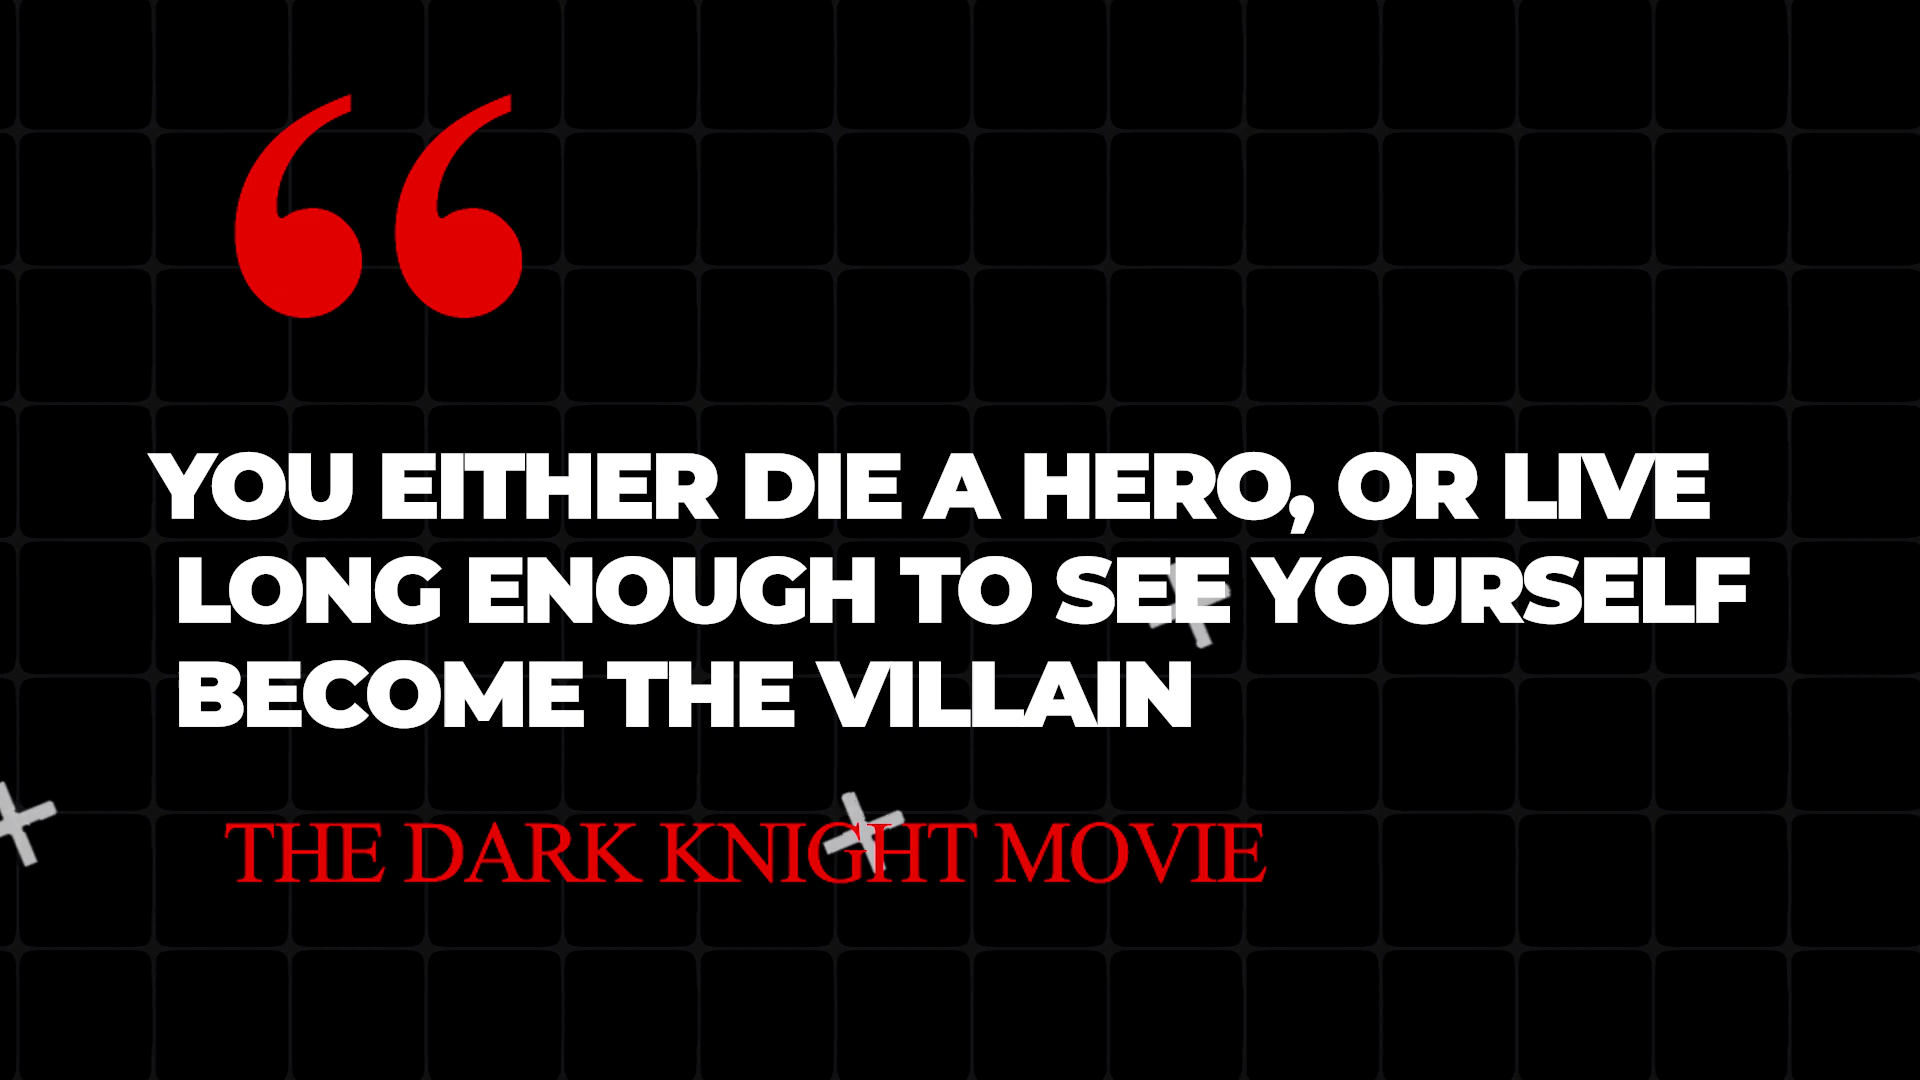 “
YOU EITHER DIE A HERO, OR LIVE
LONG ENOUGH TO SEE YOURSELF
BECOME THE VILLAIN
THE DARK KNIGHT MOVIE